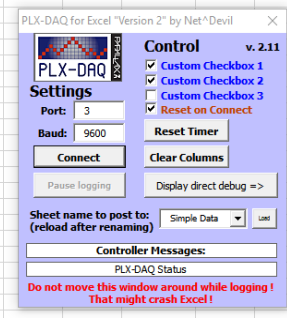 PLX-DAQ for Excel "Version 2" by Net^Devil
PLX-DAQ
PARALLAX
Control v. 2.11
Custom Checkbox 1
Custom Checkbox 2
Custom Checkbox 3
Reset on Connect
Settings
Port: 3
Baud: 9600
Reset Timer
Connect
Clear Columns
Pause logging
Display direct debug =>
Sheet name to post to:
(reload after renaming)
Simple Data
Load
Controller Messages:
PLX-DAQ Status
Do not move this window around while logging !
That might crash Excel !